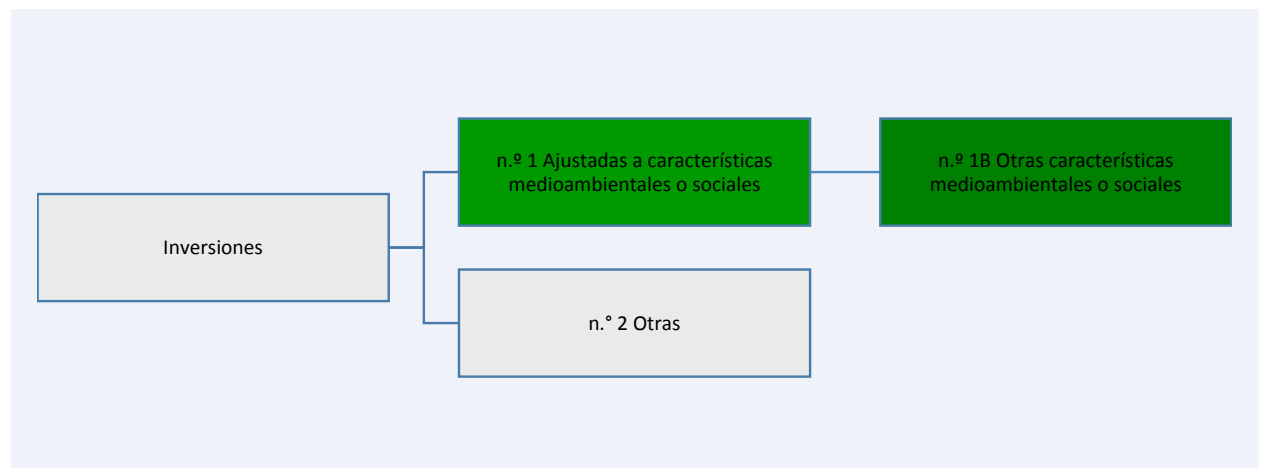 n.º 1 Ajustadas a características
medioambientales o sociales
n.º 1B Otras características
medioambientales o sociales
Inversiones
n.° 2 Otras